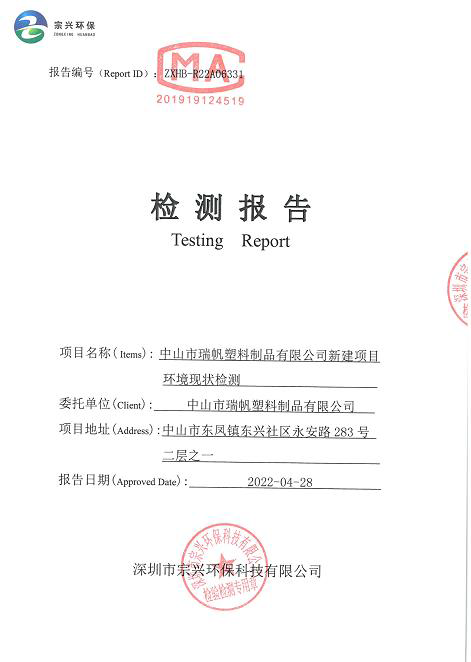 宗兴环保
ZONGXING HUANBAO
报告编号（Report ID）：ZXHB-R22A06331
MA
201919124519
检测报告
Testing Report
项目名称(Items)：中山市瑞帆塑料制品有限公司新建项目
环境现状检测
委托单位(Client)：中山市瑞帆塑料制品有限公司
项目地址(Address)：中山市东凤镇东兴社区永安路 283 号
二层之一
报告日期(Approved Date)：2022-04-28
深圳市宗兴环保科技有限公司
深圳市宗兴环保科技有限公司
检验检测专用章